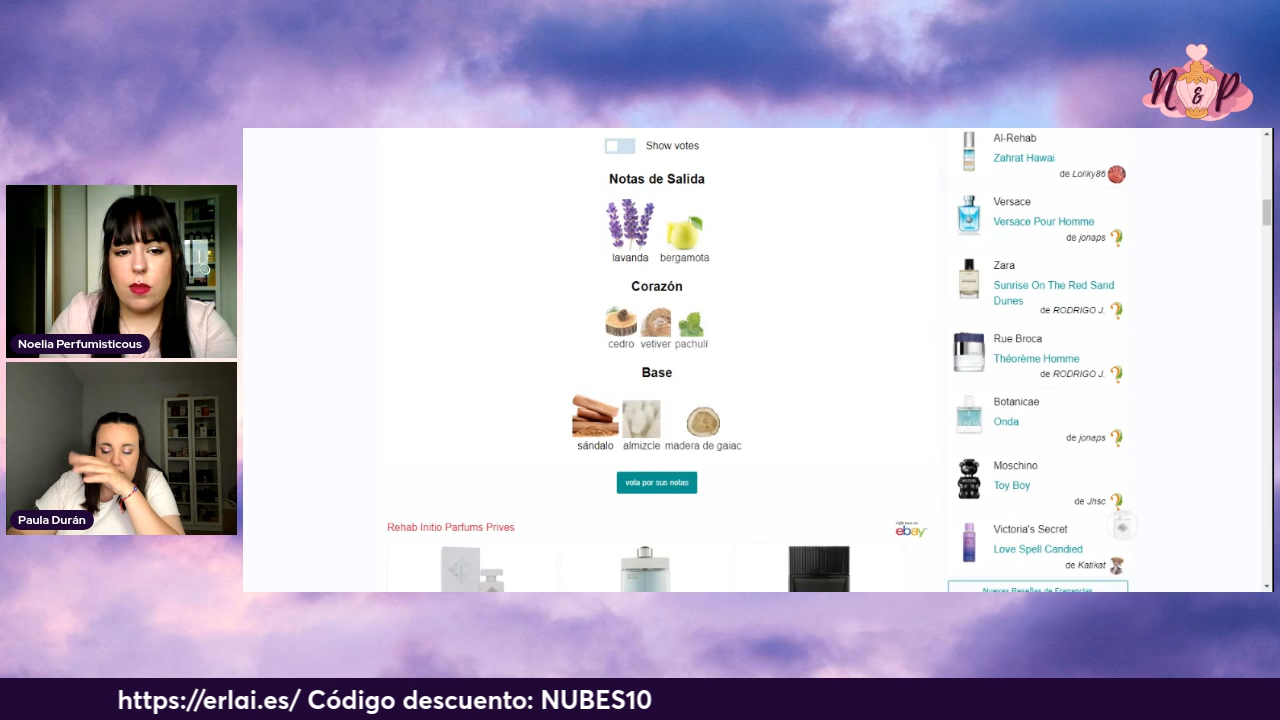 N & P
Noelia Perfumisticous
Paula Durán
Show votes
Notas de Salida
lavanda bergamota
Corazón
cedro vetiver pachulí
Base
sándalo almizcle madera de gaiac
vota por sus notas
Rehab Initio Parfums Prives
right now on
ebay
Al-Rehab
Zahrat Hawai
de Loliky86
Versace
Versace Pour Homme
de jonaps
Zara
Sunrise On The Red Sand
Dunes
de RODRIGO J.
Rue Broca
Théorème Homme
de RODRIGO J.
Botanicae
Onda
de jonaps
Moschino
Toy Boy
de Jhsc
Victoria's Secret
Love Spell Candied
de Katikat
Nuevas Reseñas de Fragancias
https://erlai.es/ Código descuento: NUBES10